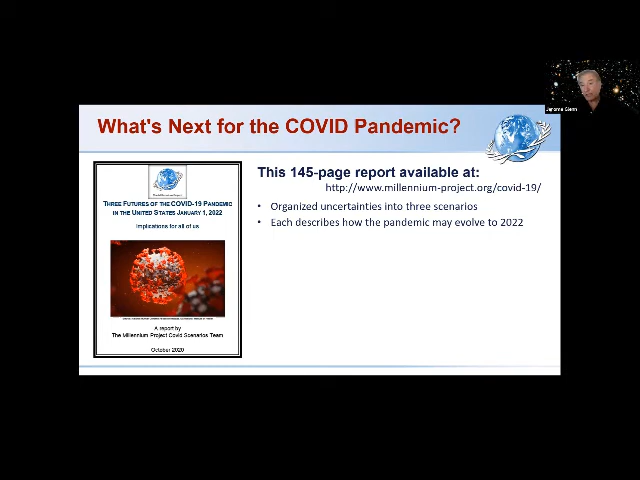 Jerome Glenn
What's Next for the COVID Pandemic?
This 145-page report available at:
http://www.millennium-project.org/covid-19/
• Organized uncertainties into three scenarios
• Each describes how the pandemic may evolve to 2022
THREE FUTURES OF THE COVID-19 PANDEMIC
IN THE UNITED STATES JANUARY 1, 2022
Implications for all of us
A report by
The Millennium Project Covid Scenarios Team
October 2020